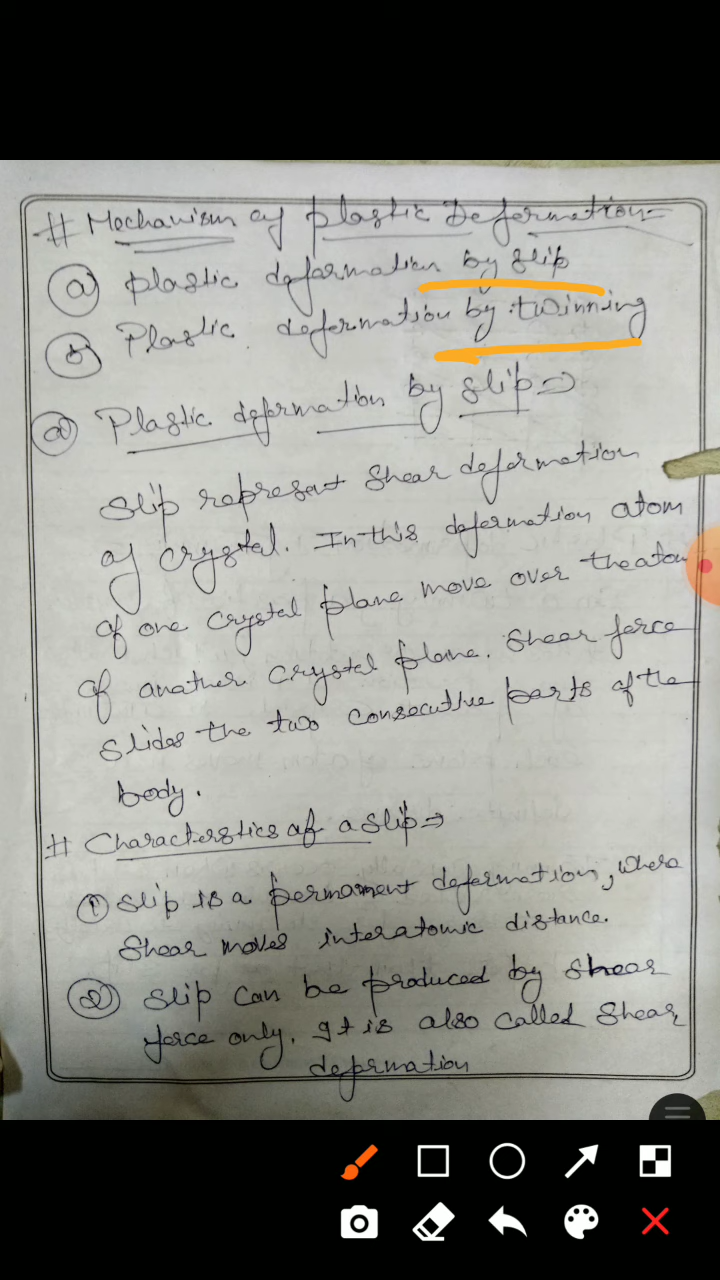 # Mechanism of plastic Deformation=
(a) plastic deformation by slip
(b) Plastic deformation by twinning
(a) Plastic deformation by slip ⇒
Slip represent Shear deformation
of crystal. In this deformation atom
of one crystal plane move over the atom
of another crystal plane. Shear force
slides the two consecutive parts of the
body.
# Characterstics of a slip ⇒
(1) Slip is a permanent deformation, where
Shear moves interatomic distance.
(2) Slip can be produced by shear
force only. It is also called Shear
deformation